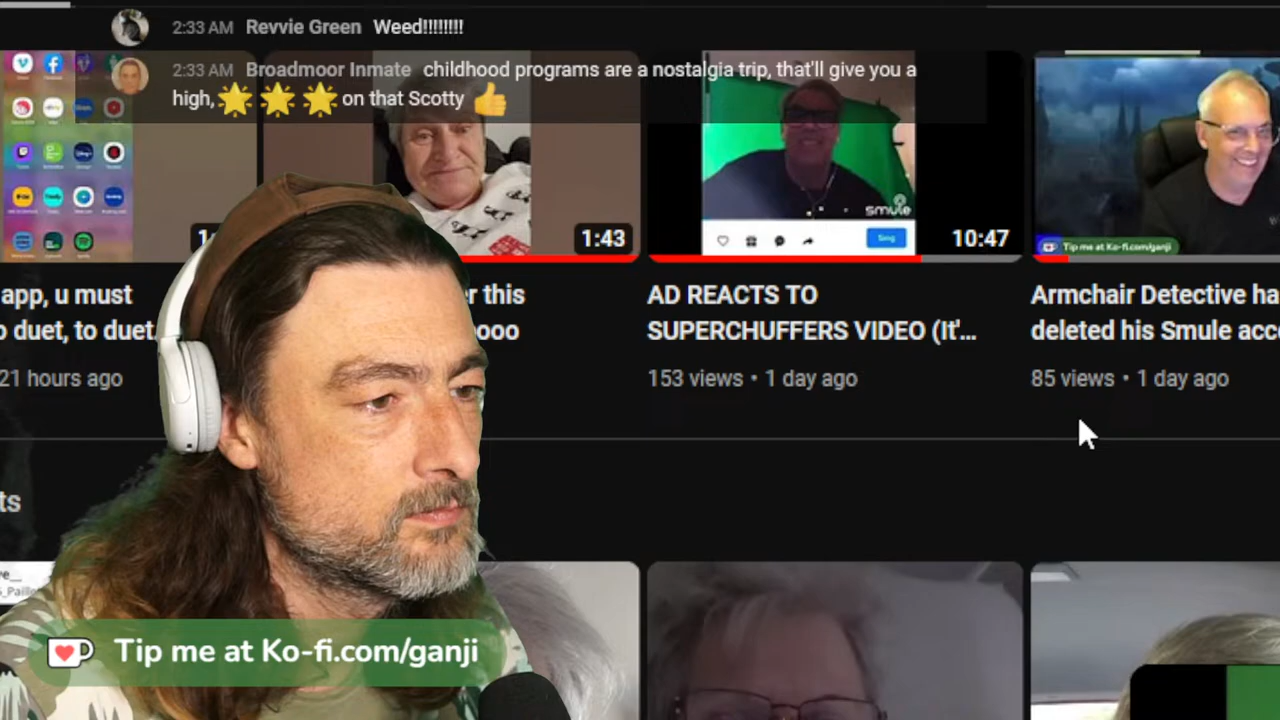 2:33 AM Revvie Green Weed!!!!!!!!
2:33 AM Broadmoor Inmate childhood programs are a nostalgia trip, that'll give you a
high,🌟 🌟 🌟 on that Scotty 👍
smule
Sing
1:43
10:47
Tip me at Ko-fi.com/ganji
app, u must
duet, to duet.
21 hours ago
r this
oooo
AD REACTS TO
SUPERCHUFFERS VIDEO (It'...
153 views • 1 day ago
Armchair Detective ha
deleted his Smule acc
85 views • 1 day ago
ts
Tip me at Ko-fi.com/ganji